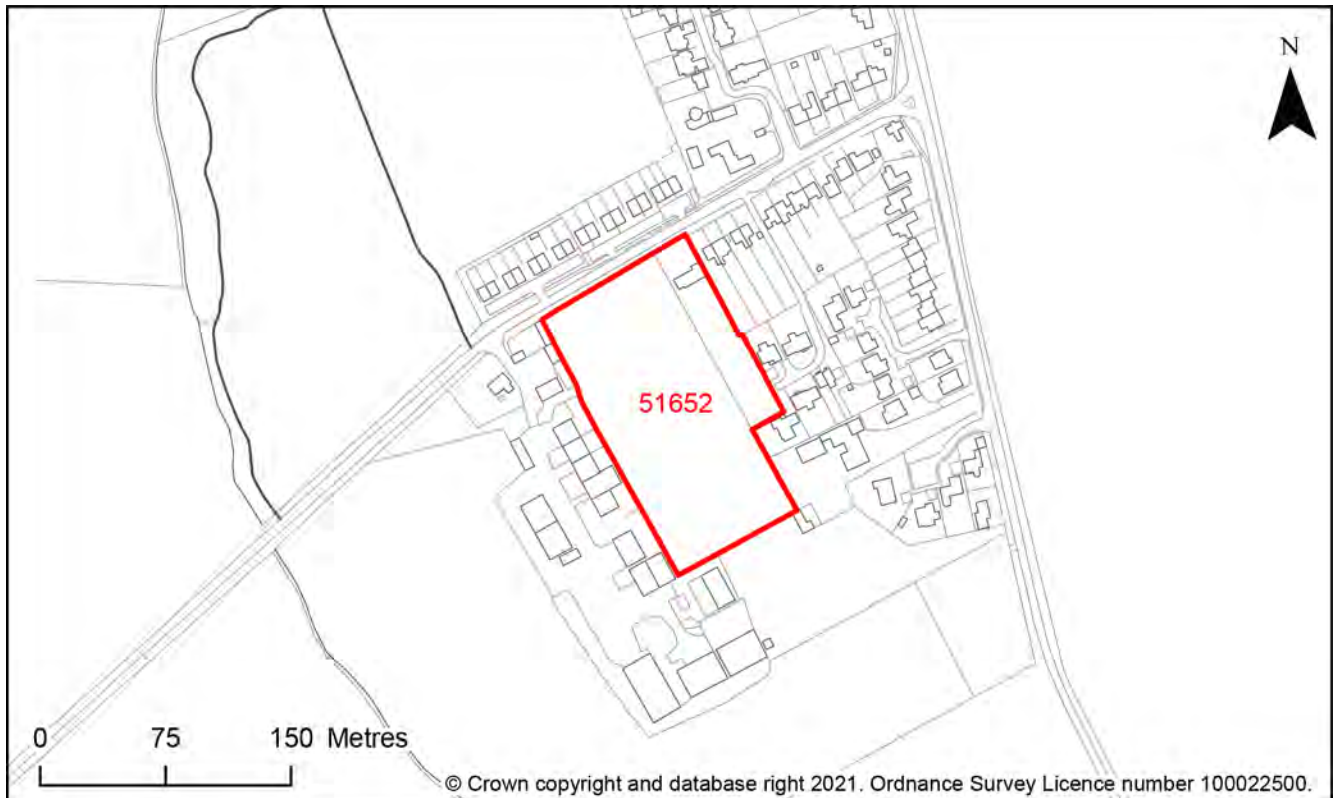 N
51652
0 75 150 Metres
© Crown copyright and database right 2021. Ordnance Survey Licence number 100022500.